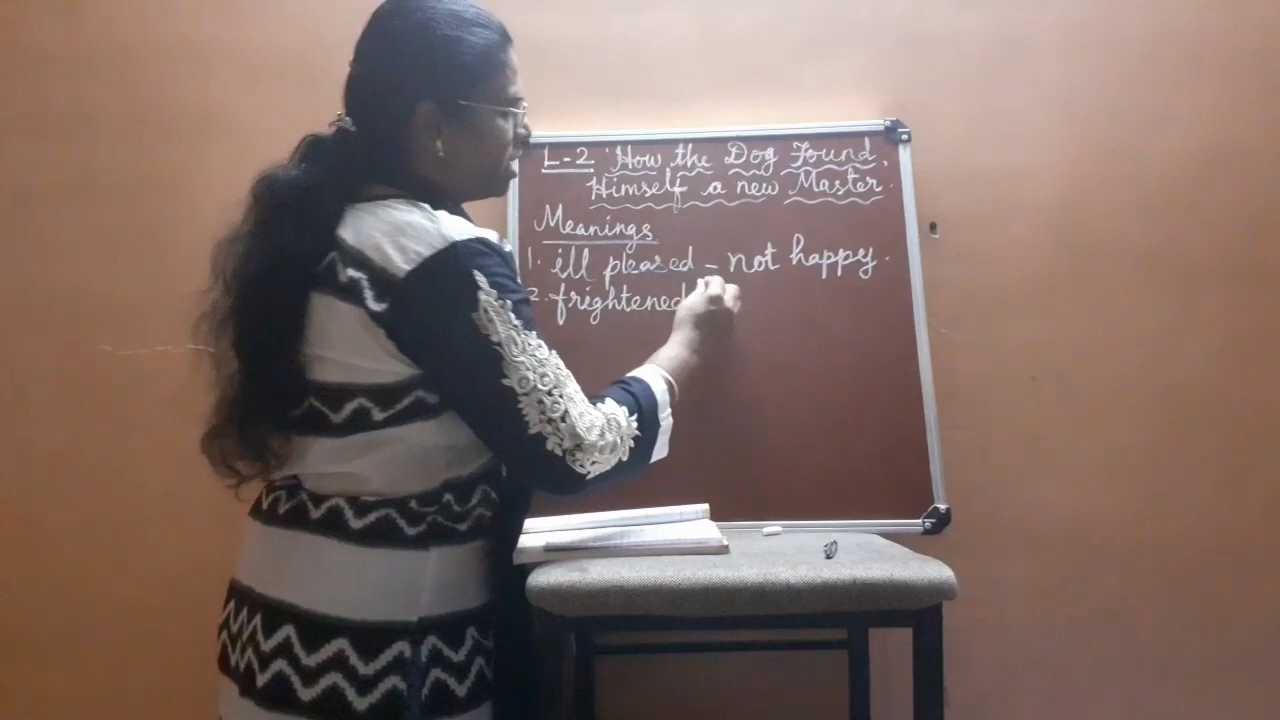 L-2 'How the Dog Found,
Himself a new Master.
Meanings
1. ill pleased - not happy.
2. frightened